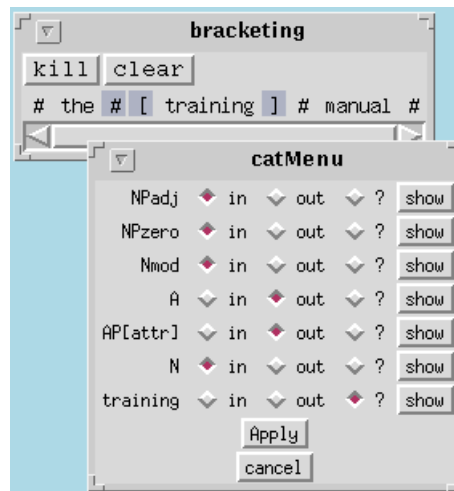 bracketing
kill clear
# the # [ training ] # manual #
catMenu
NPadj in out ? show
NPzero in out ? show
Nmod in out ? show
A in out ? show
AP[attr] in out ? show
N in out ? show
training in out ? show
Apply
cancel